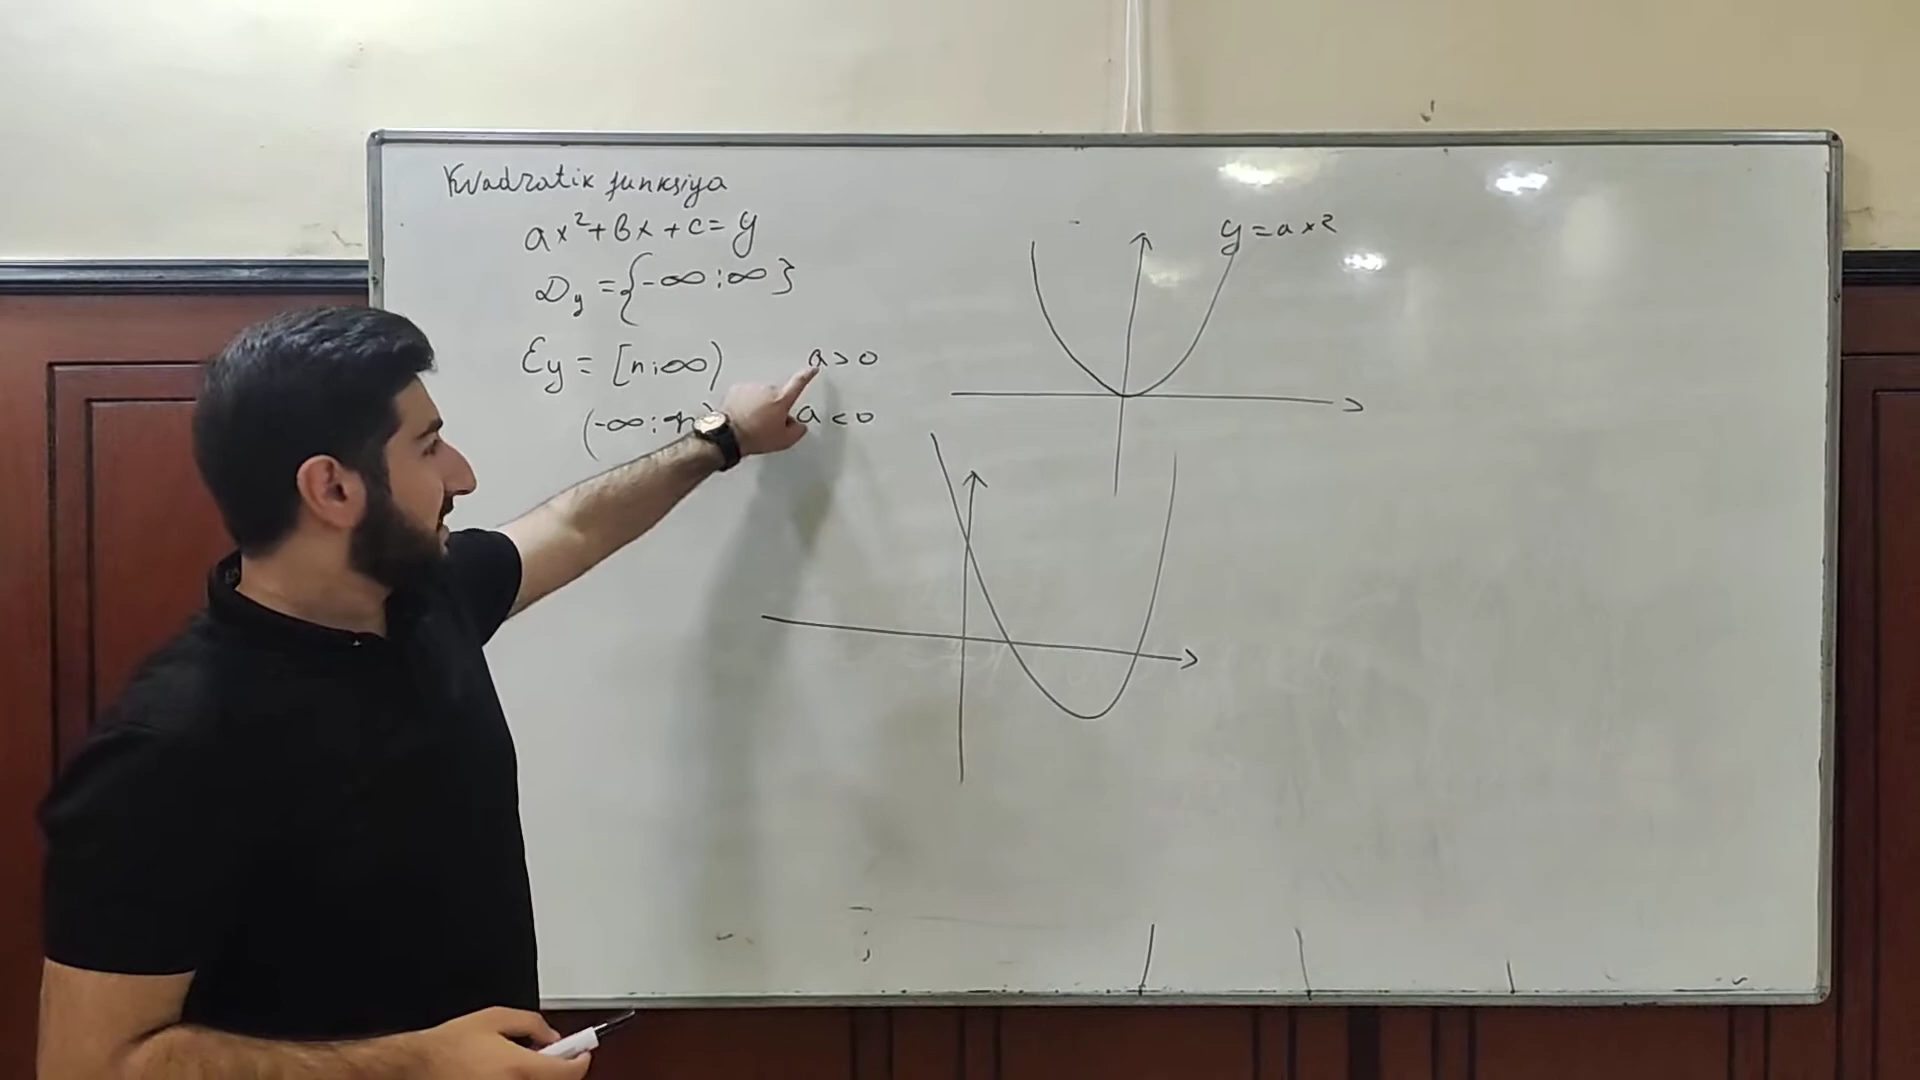 Kvadratik funksiya
ax²+bx+c=y
Dy={-∞;∞}
Ey=[n;∞) a>0
(-∞;n) a<0
y=ax²